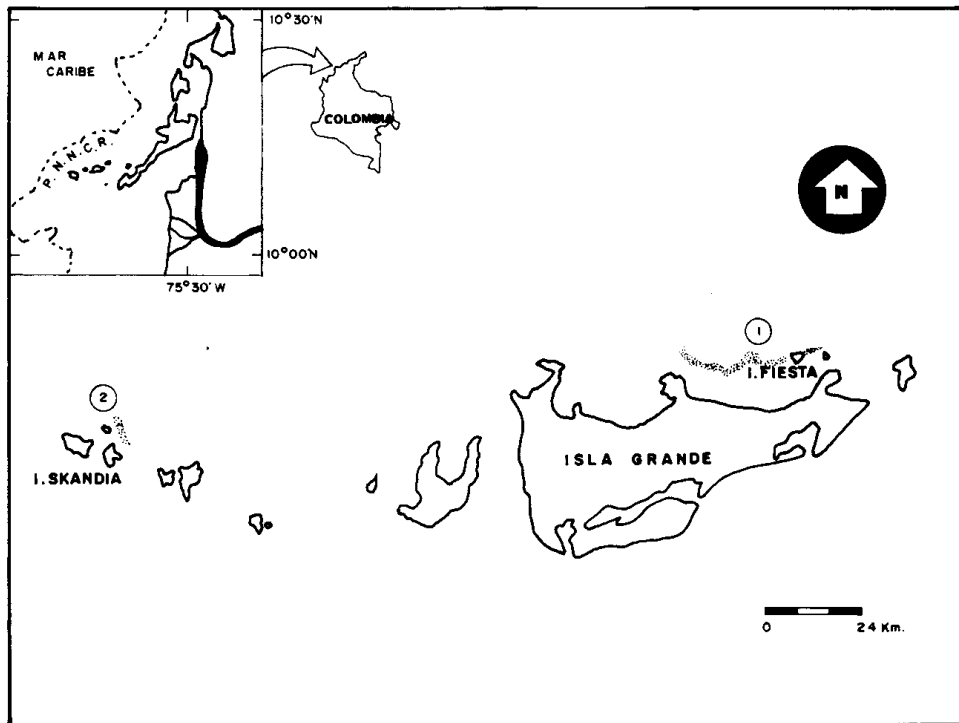 10°30'N
MAR
CARIBE
COLOMBIA
P.N.N.C.R.
N
10°00'N
75°30'W
1
I.FIESTA
2
ISLA GRANDE
I.SKANDIA
0 24 Km.